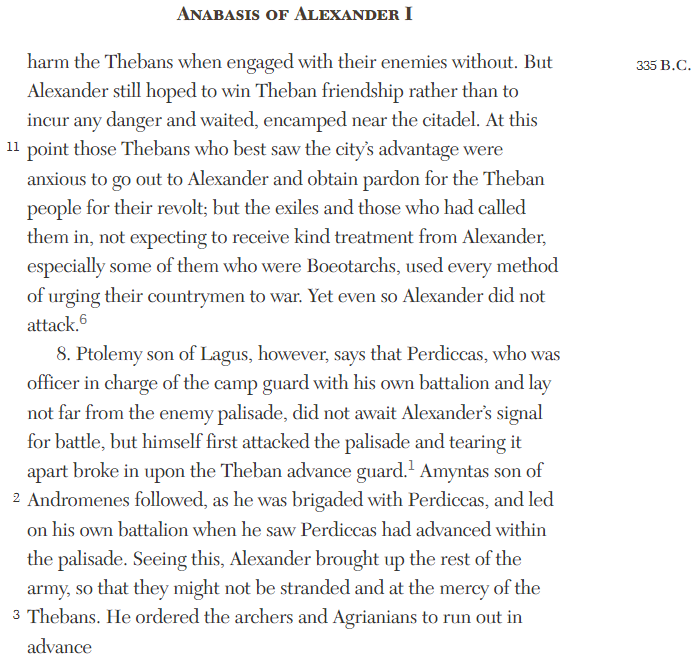 ANABASIS OF ALEXANDER I
harm the Thebans when engaged with their enemies without. But
335 B.C.
Alexander still hoped to win Theban friendship rather than to
incur any danger and waited, encamped near the citadel. At this
11 point those Thebans who best saw the city's advantage were
anxious to go out to Alexander and obtain pardon for the Theban
people for their revolt; but the exiles and those who had called
them in, not expecting to receive kind treatment from Alexander,
especially some of them who were Boeotarchs, used every method
of urging their countrymen to war. Yet even so Alexander did not
attack.6
8. Ptolemy son of Lagus, however, says that Perdiccas, who was
officer in charge of the camp guard with his own battalion and lay
not far from the enemy palisade, did not await Alexander's signal
for battle, but himself first attacked the palisade and tearing it
apart broke in upon the Theban advance guard.1 Amyntas son of
2 Andromenes followed, as he was brigaded with Perdiccas, and led
on his own battalion when he saw Perdiccas had advanced within
the palisade. Seeing this, Alexander brought up the rest of the
army, so that they might not be stranded and at the mercy of the
3 Thebans. He ordered the archers and Agrianians to run out in
advance